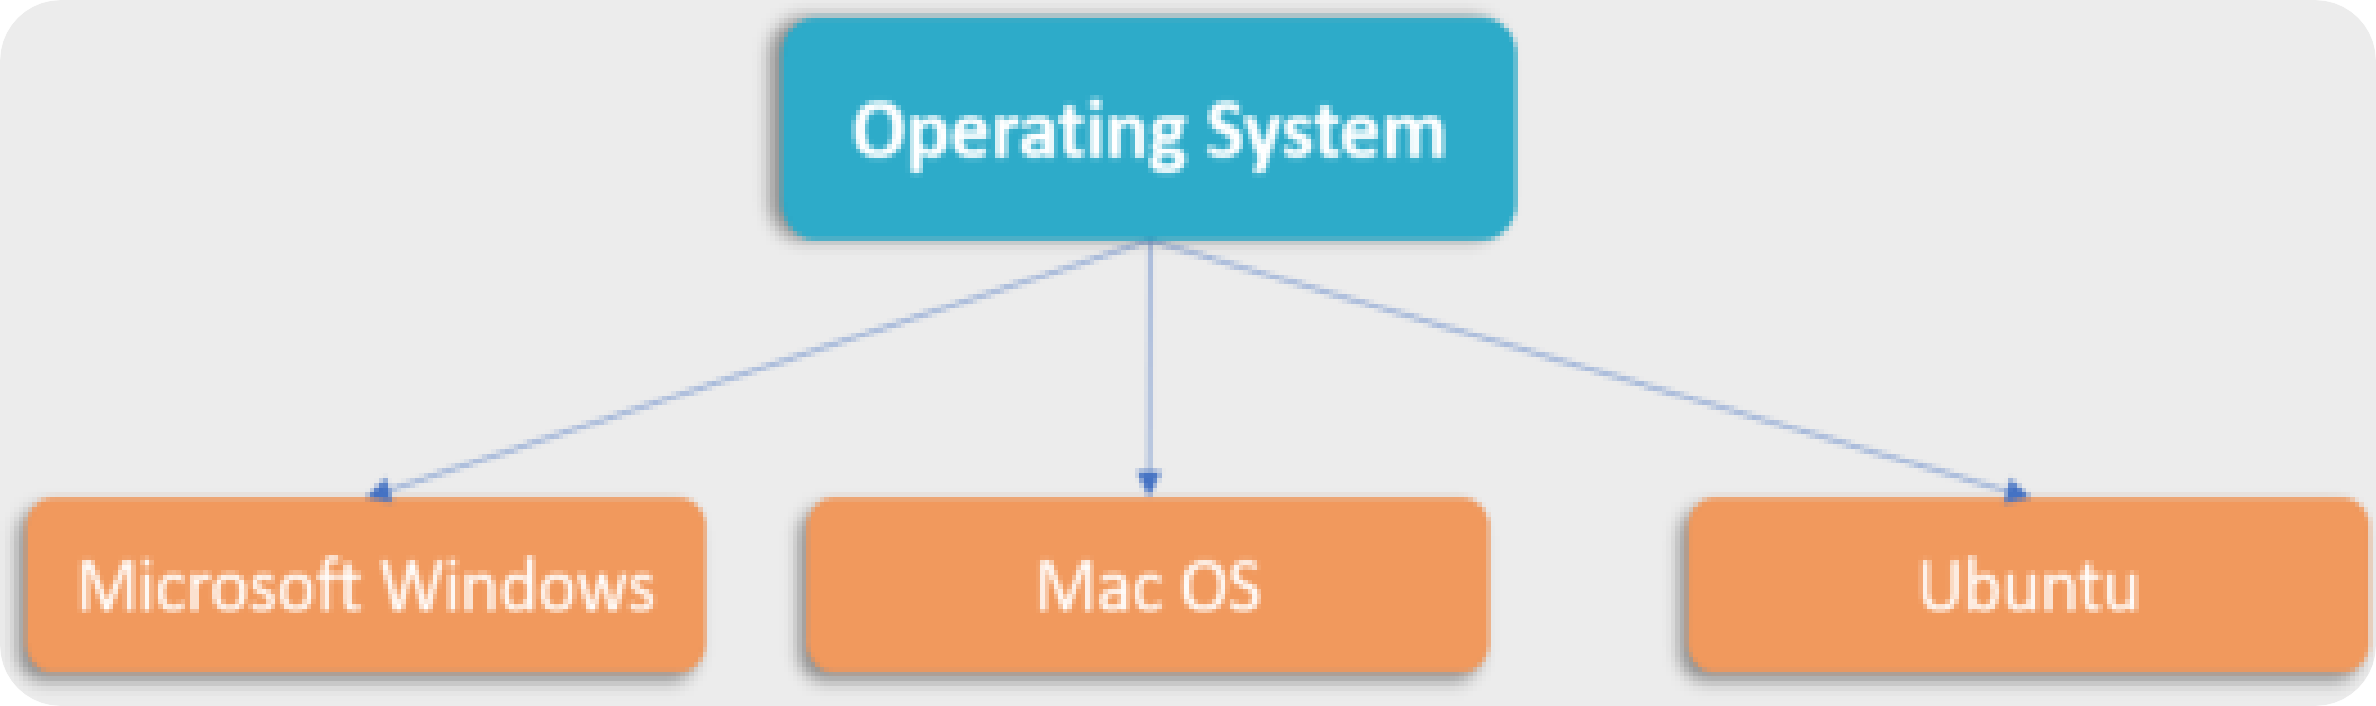 Operating System
Microsoft Windows
Mac OS
Ubuntu